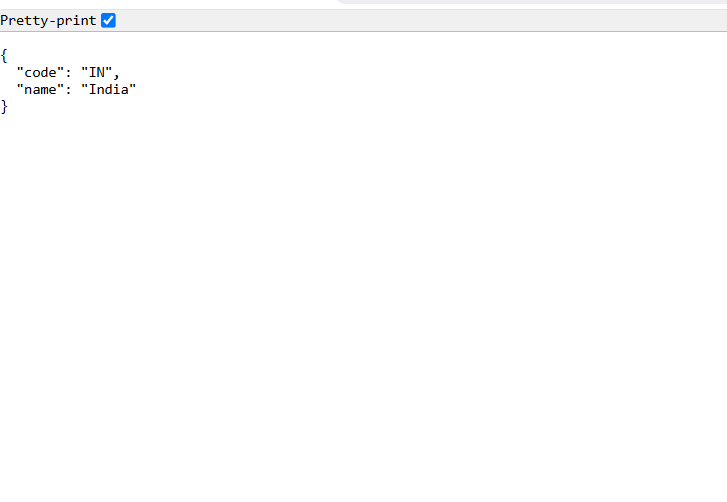 Pretty-print
{
  "code": "IN",
  "name": "India"
}